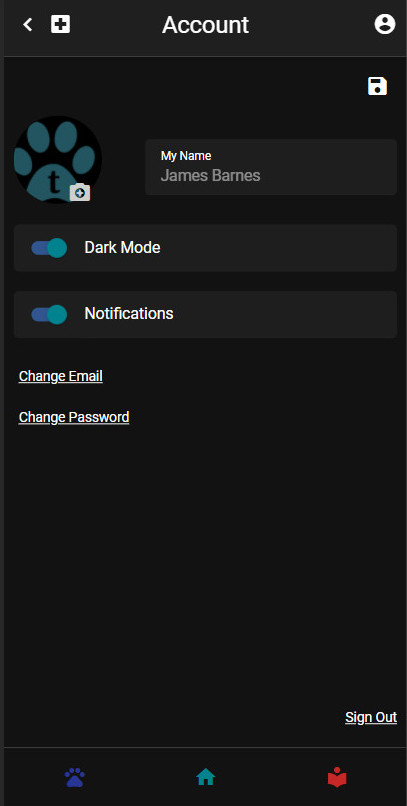 Account
t
My Name
James Barnes
Dark Mode
Notifications
Change Email
Change Password
Sign Out